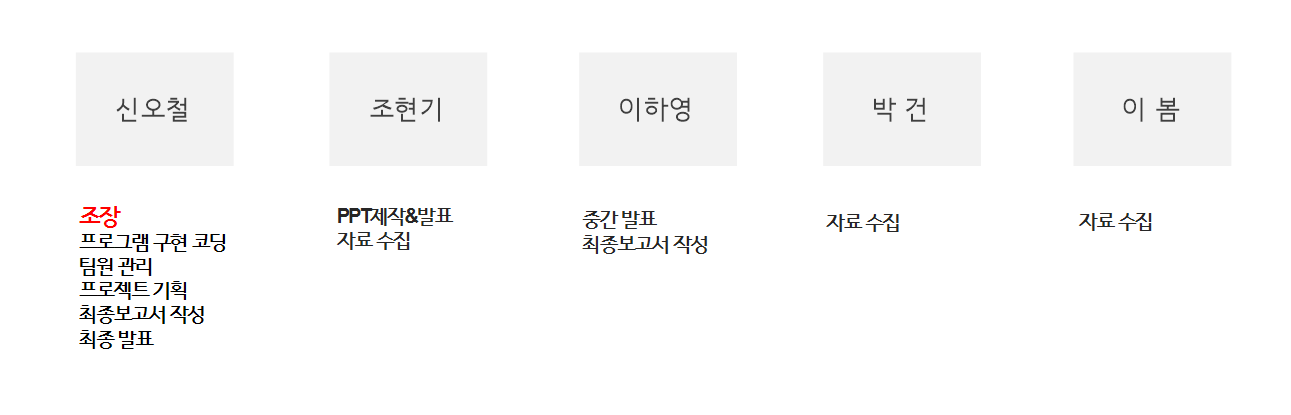 신오철
조장
프로그램 구현 코딩
팀원 관리
프로젝트 기획
최종보고서 작성
최종 발표
조현기
PPT제작&발표
자료 수집
이하영
중간 발표
최종보고서 작성
박 건
자료 수집
이 봄
자료 수집